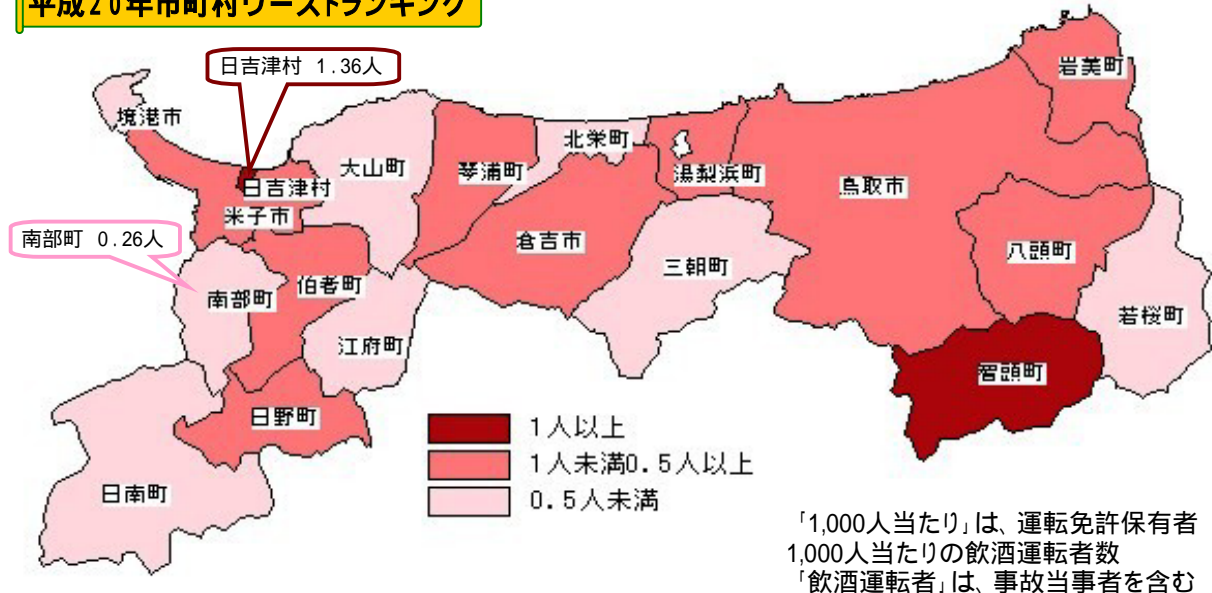 平成20年市町村ワーストランキング
日吉津村 1.36人
岩美町
境港市
北栄町
大山町
琴浦町
湯梨浜町
鳥取市
日吉津村
米子市
南部町 0.26人
倉吉市
八頭町
三朝町
伯耆町
南部町
若桜町
江府町
智頭町
日野町
日南町
1人以上
1人未満0.5人以上
0.5人未満
「1,000人当たり」は、運転免許保有者
1,000人当たりの飲酒運転者数
「飲酒運転者」は、事故当事者を含む